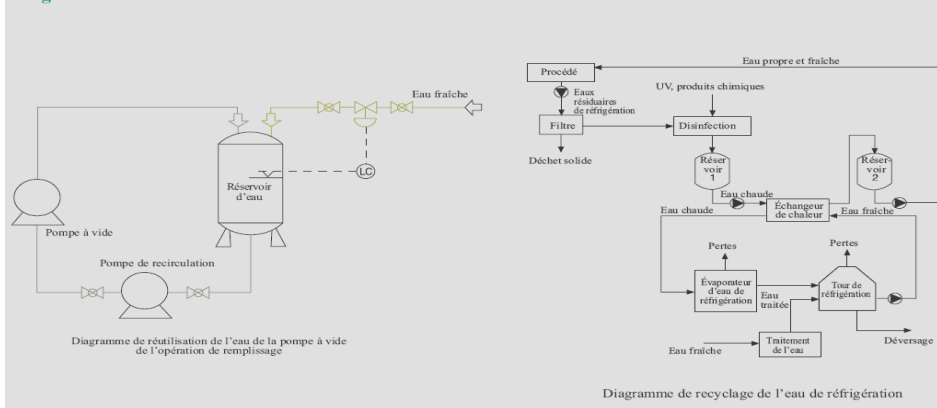 Eau fraîche
LC
Réservoir
d'eau
Pompe à vide
Pompe de recirculation
Diagramme de réutilisation de l'eau de la pompe à vide
de l'opération de remplissage
Eau propre et fraîche
Procédé
Eaux
résiduaires
de réfrigération
UV, produits chimiques
Filtre
Disinfection
Déchet solide
Réser
voir
1
Réser-
voir
2
Eau chaude
Échangeur
de chaleur
Eau chaude
Eau fraîche
Pertes
Pertes
Évaporateur
d'eau de
réfrigération
Eau
traitée
Tour de
réfrigération
Traitement
de l'eau
Eau fraîche
Déversage
Diagramme de recyclage de l'eau de réfrigération